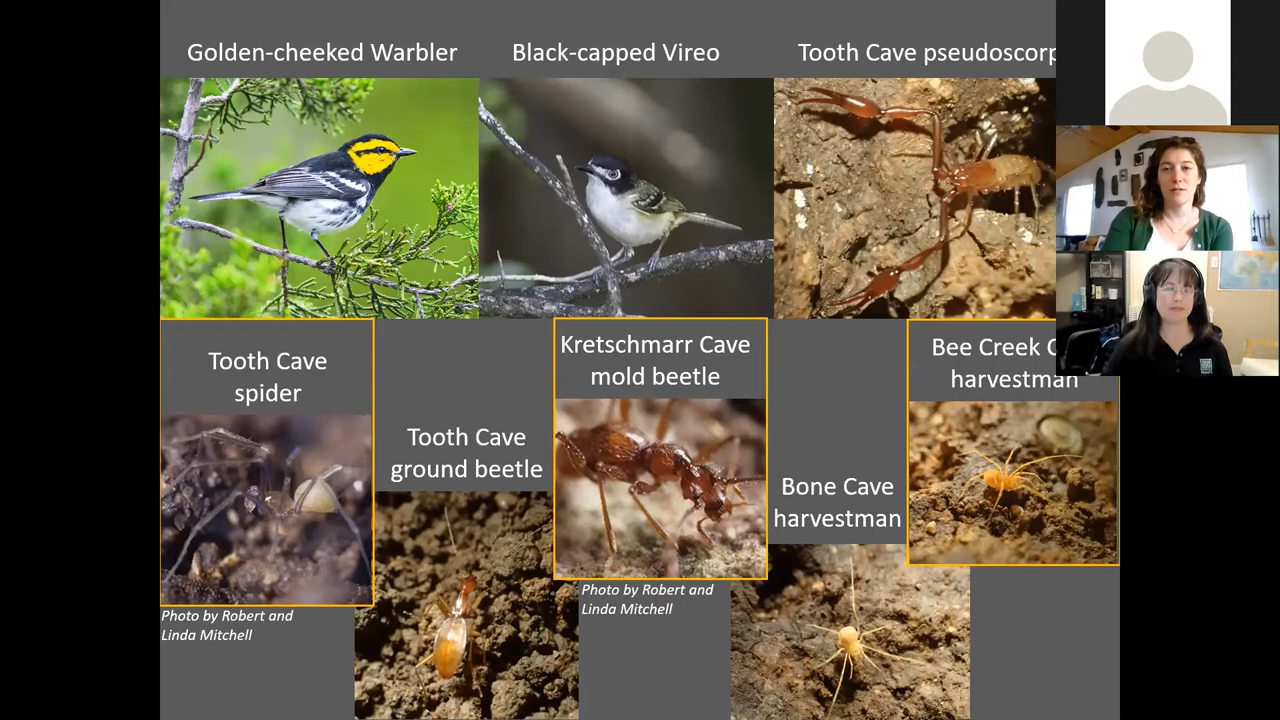 Golden-cheeked Warbler
Black-capped Vireo
Tooth Cave pseudoscorp
Tooth Cave
spider
Kretschmarr Cave
mold beetle
Bee Creek C
harvestman
Tooth Cave
ground beetle
Bone Cave
harvestman
Photo by Robert and
Linda Mitchell
Photo by Robert and
Linda Mitchell